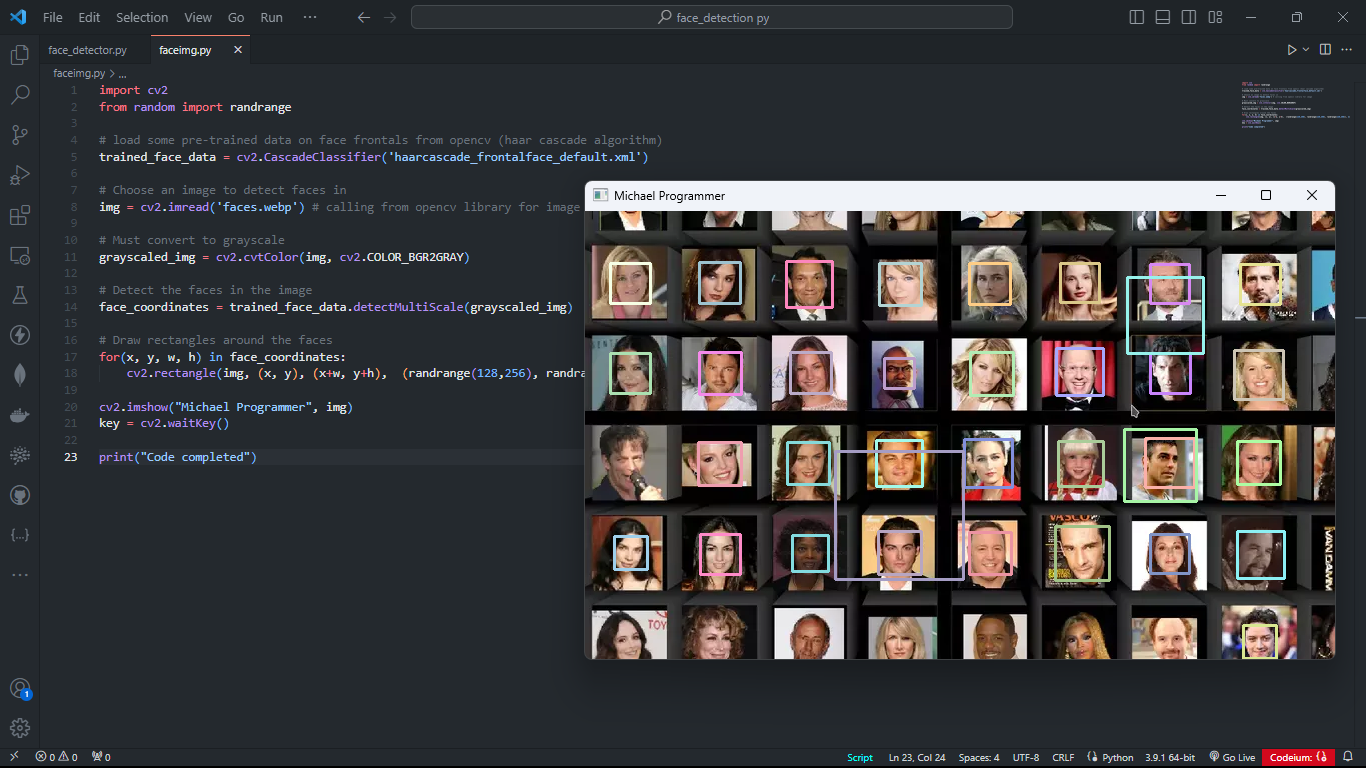 File Edit Selection View Go Run ··· face_detection py
face_detector.py faceimg.py
faceimg.py > ...
1 import cv2
2 from random import randrange
3
4 # load some pre-trained data on face frontals from opencv (haar cascade algorithm)
5 trained_face_data = cv2.CascadeClassifier('haarcascade_frontalface_default.xml')
6
7 # Choose an image to detect faces in
8 img = cv2.imread('faces.webp') # calling from opencv library for image
9
10 # Must convert to grayscale
11 grayscaled_img = cv2.cvtColor(img, cv2.COLOR_BGR2GRAY)
12
13 # Detect the faces in the image
14 face_coordinates = trained_face_data.detectMultiScale(grayscaled_img)
15
16 # Draw rectangles around the faces
17 for(x, y, w, h) in face_coordinates:
18 cv2.rectangle(img, (x, y), (x+w, y+h), (randrange(128,256), randra
19
20 cv2.imshow("Michael Programmer", img)
21 key = cv2.waitKey()
22
23 print("Code completed")
Michael Programmer
VASCO
VANDAMM
TOY
1
0 0 0 Script Ln 23, Col 24 Spaces: 4 UTF-8 CRLF Python 3.9.1 64-bit Go Live Codeium: {}